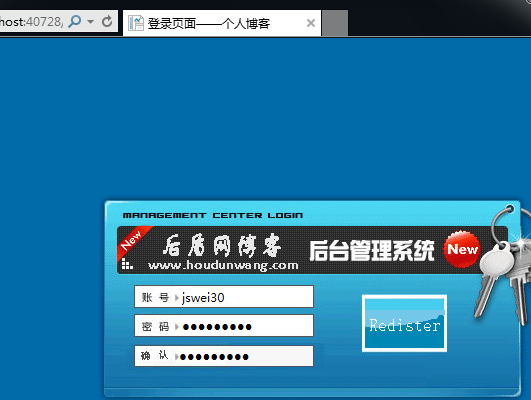 host:40728,
登录页面——个人博客
MANAGEMENT CENTER LOGIN
New
后盾网博客 后台管理系统 New
www.houdunwang.com
账 号 jswei30
密 码 ●●●●●●●●●
Redister
确 认 ●●●●●●●●●